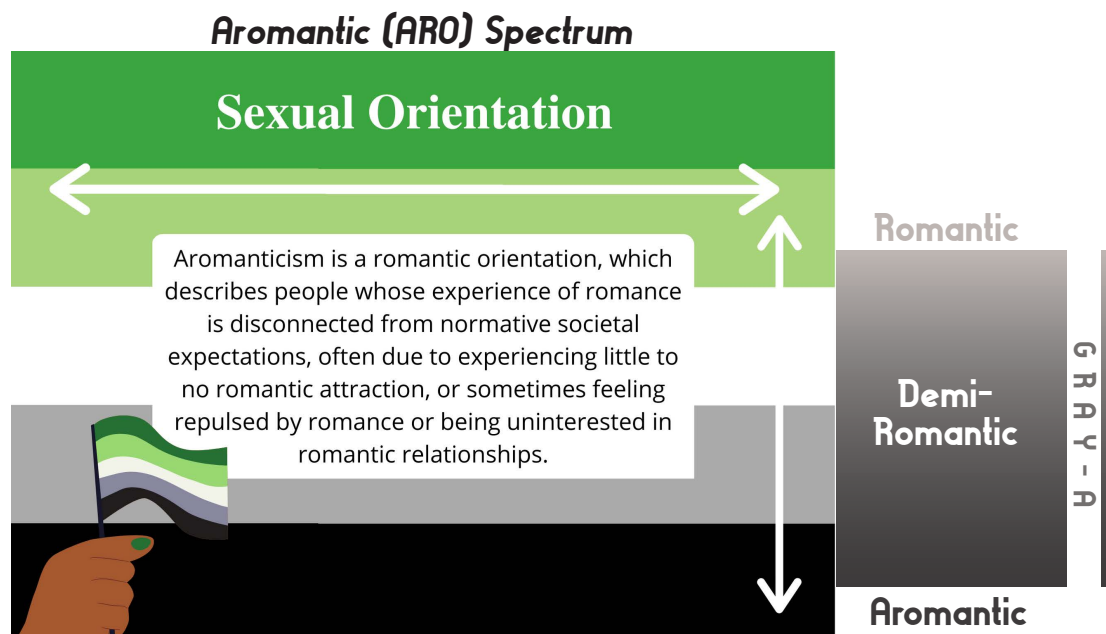 Aromantic (ARO) Spectrum
Sexual Orientation
Aromanticism is a romantic orientation, which
describes people whose experience of romance
is disconnected from normative societal
expectations, often due to experiencing little to
no romantic attraction, or sometimes feeling
repulsed by romance or being uninterested in
romantic relationships.
Romantic
Demi-
Romantic
GRAY-A
Aromantic